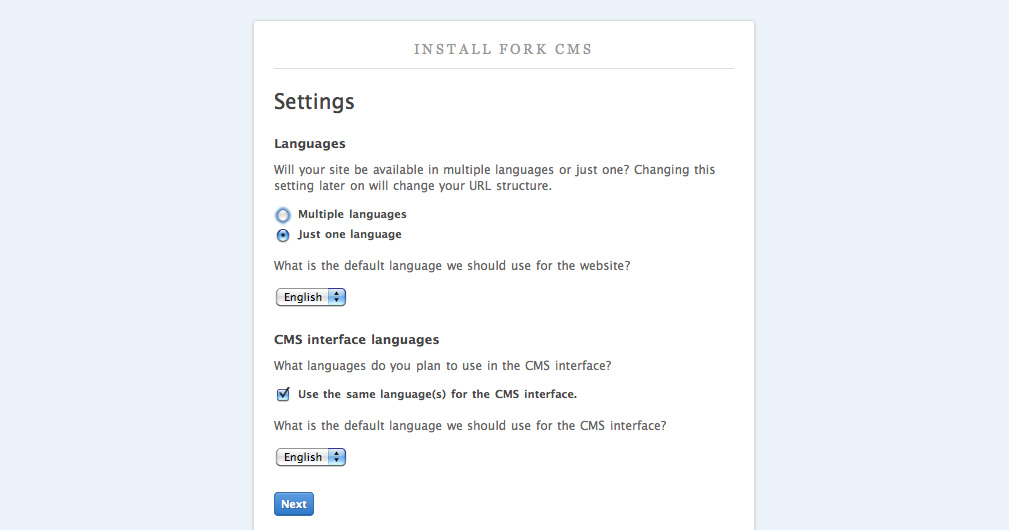 INSTALL FORK CMS
Settings
Languages
Will your site be available in multiple languages or just one? Changing this
setting later on will change your URL structure.
Multiple languages
Just one language
What is the default language we should use for the website?
English
CMS interface languages
What languages do you plan to use in the CMS interface?
Use the same language(s) for the CMS interface.
What is the default language we should use for the CMS interface?
English
Next